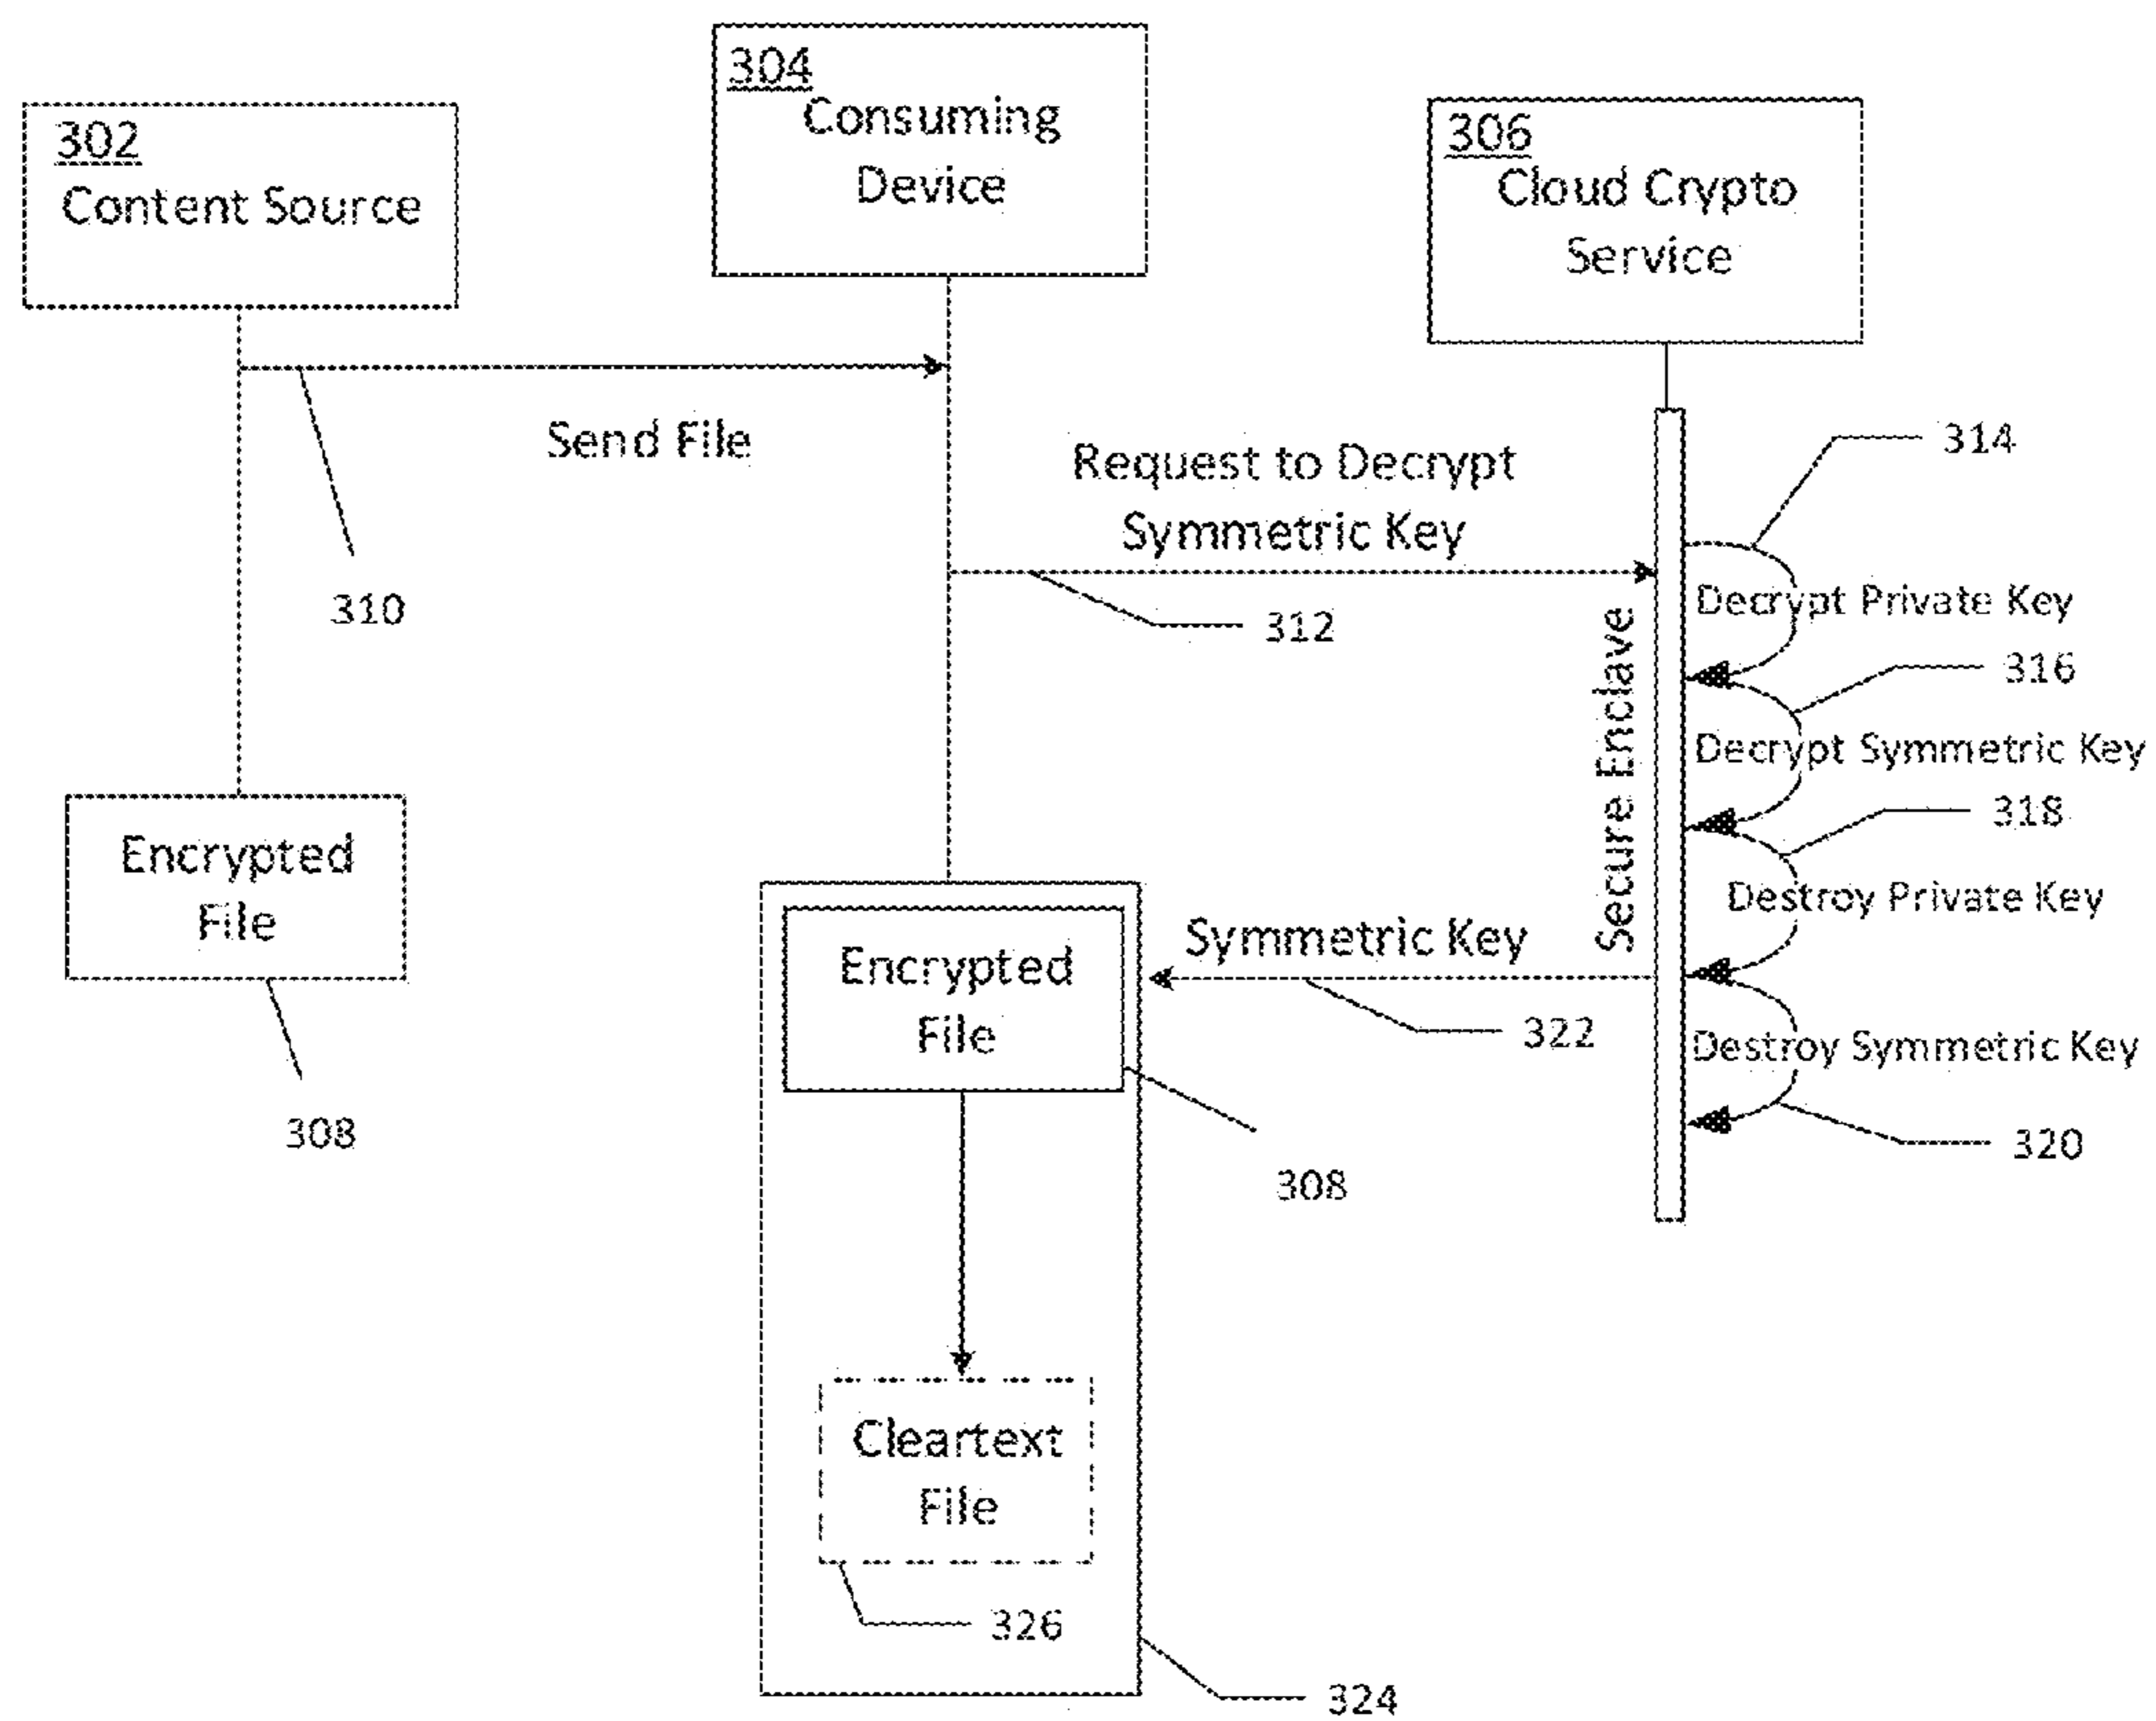 302
Content Source
304
Consuming
Device
306
Cloud Crypto
Service
Send File
310
Request to Decrypt
Symmetric Key
312
Secure Enclave
314
Decrypt Private Key
316
Decrypt Symmetric Key
318
Destroy Private Key
Destroy Symmetric Key
320
Symmetric Key
322
Encrypted
File
308
Encrypted
File
308
Cleartext
File
326
324